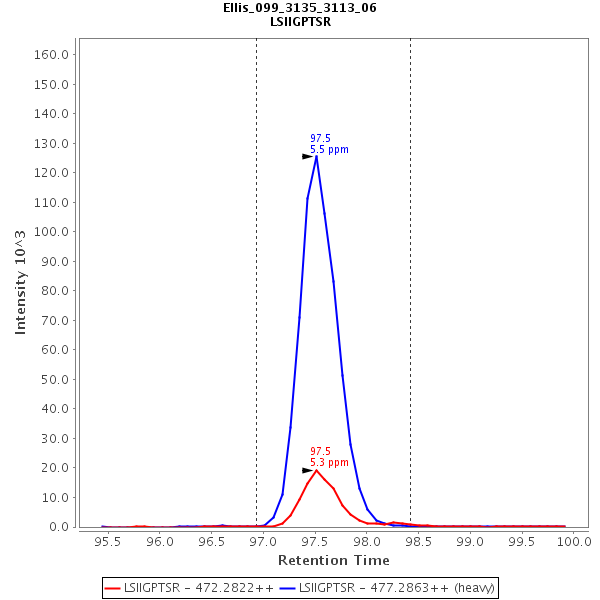 Ellis_099_3135_3113_06
LSIIGPTSR
160.0
150.0
140.0
130.0
120.0
110.0
100.0
90.0
80.0
70.0
60.0
50.0
40.0
30.0
20.0
10.0
0.0
Intensity 10^3
97.5
5.5 ppm
97.5
5.3 ppm
95.5 96.0 96.5 97.0 97.5 98.0 98.5 99.0 99.5 100.0
Retention Time
LSIIGPTSR - 472.2822++ LSIIGPTSR - 477.2863++ (heavy)